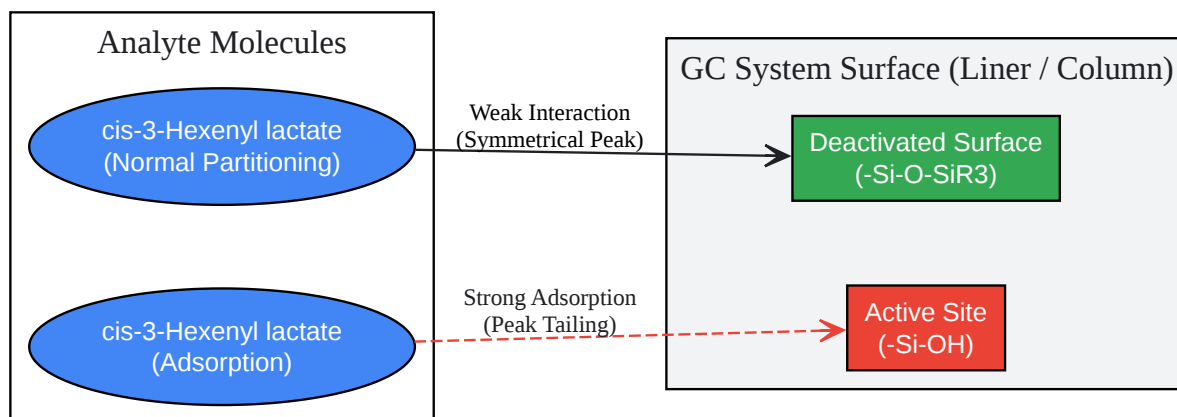 Analyte Molecules
cis-3-Hexenyl lactate
(Normal Partitioning)
Weak Interaction
(Symmetrical Peak)
GC System Surface (Liner / Column)
Deactivated Surface
(-Si-O-SiR3)
cis-3-Hexenyl lactate
(Adsorption)
Strong Adsorption
(Peak Tailing)
Active Site
(-Si-OH)